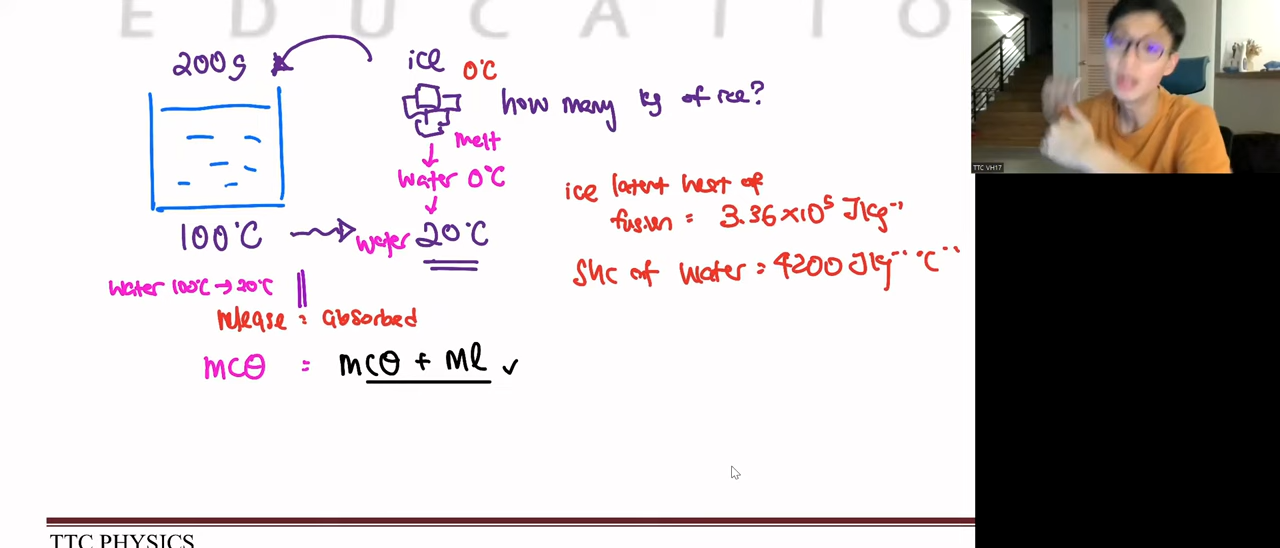 EDUCATIO
200g
ice 0°C
how many kg of ice?
melt
water 0°C
100°C
water 20°C
ice latent heat of
fusion = 3.36×10⁵ Jkg⁻¹
shc of water = 4200 Jkg⁻¹ °C⁻¹
water 100°C → 20°C
release = absorbed
mcθ = mcθ + ml ✓
TTC VH17
TTC PHYSICS